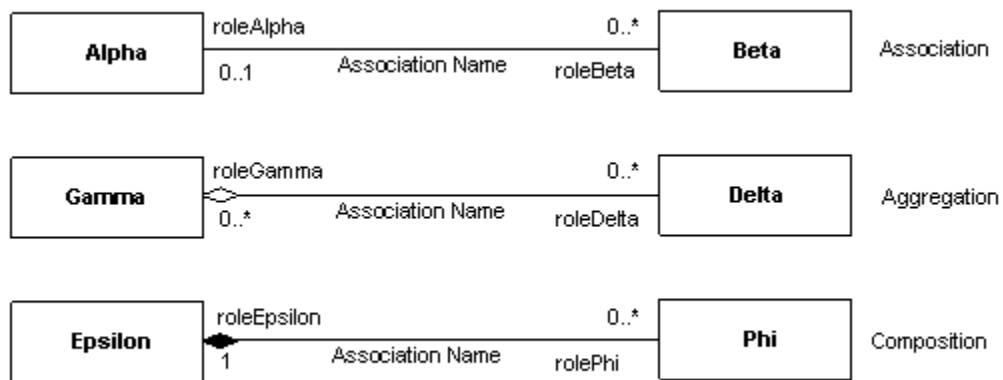 roleAlpha 0..*
Alpha Beta Association
0..1 Association Name roleBeta
roleGamma 0..*
Gamma Delta Aggregation
0..* Association Name roleDelta
roleEpsilon 0..*
Epsilon Phi Composition
1 Association Name rolePhi